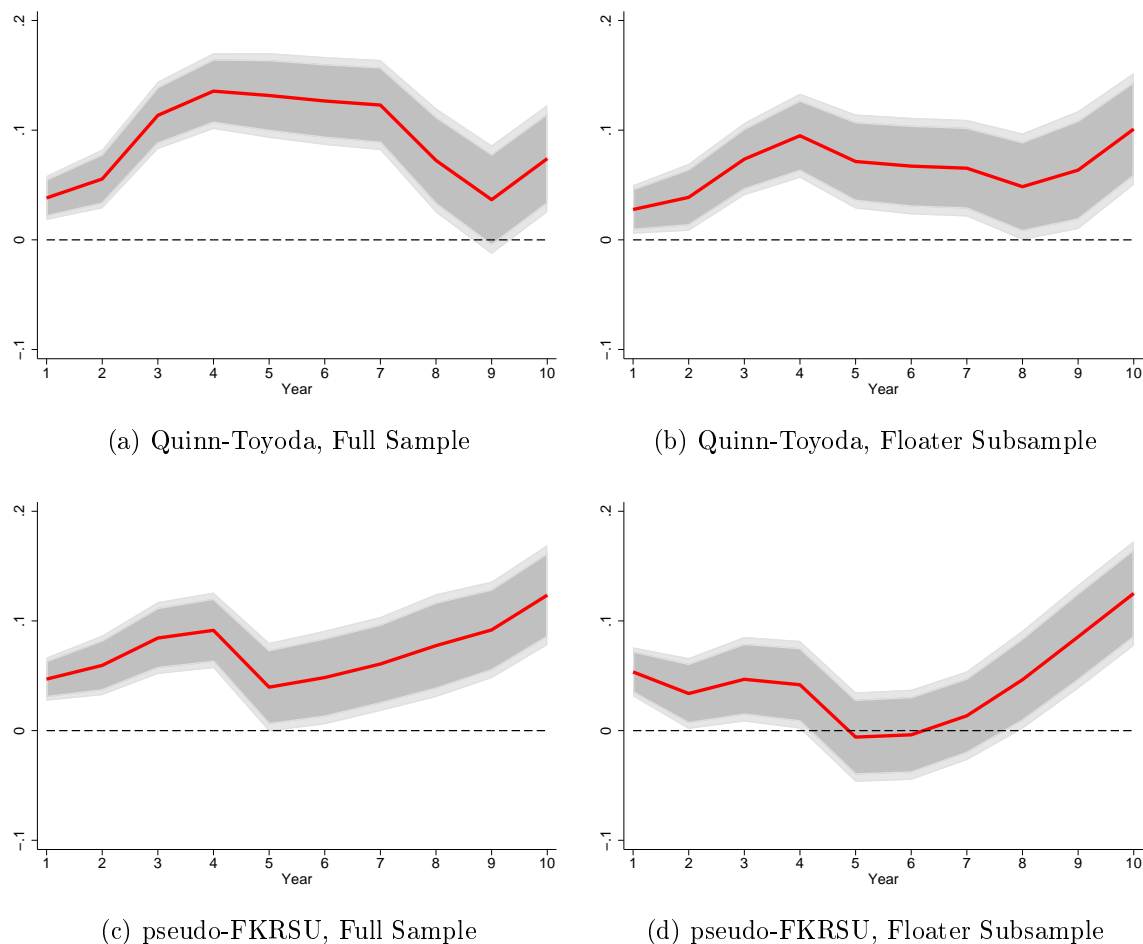 .2
.1
0
-.1
1 2 3 4 5 6 7 8 9 10
Year
(a) Quinn-Toyoda, Full Sample
.2
.1
0
-.1
1 2 3 4 5 6 7 8 9 10
Year
(b) Quinn-Toyoda, Floater Subsample
.2
.1
0
-.1
1 2 3 4 5 6 7 8 9 10
Year
(c) pseudo-FKRSU, Full Sample
.2
.1
0
-.1
1 2 3 4 5 6 7 8 9 10
Year
(d) pseudo-FKRSU, Floater Subsample